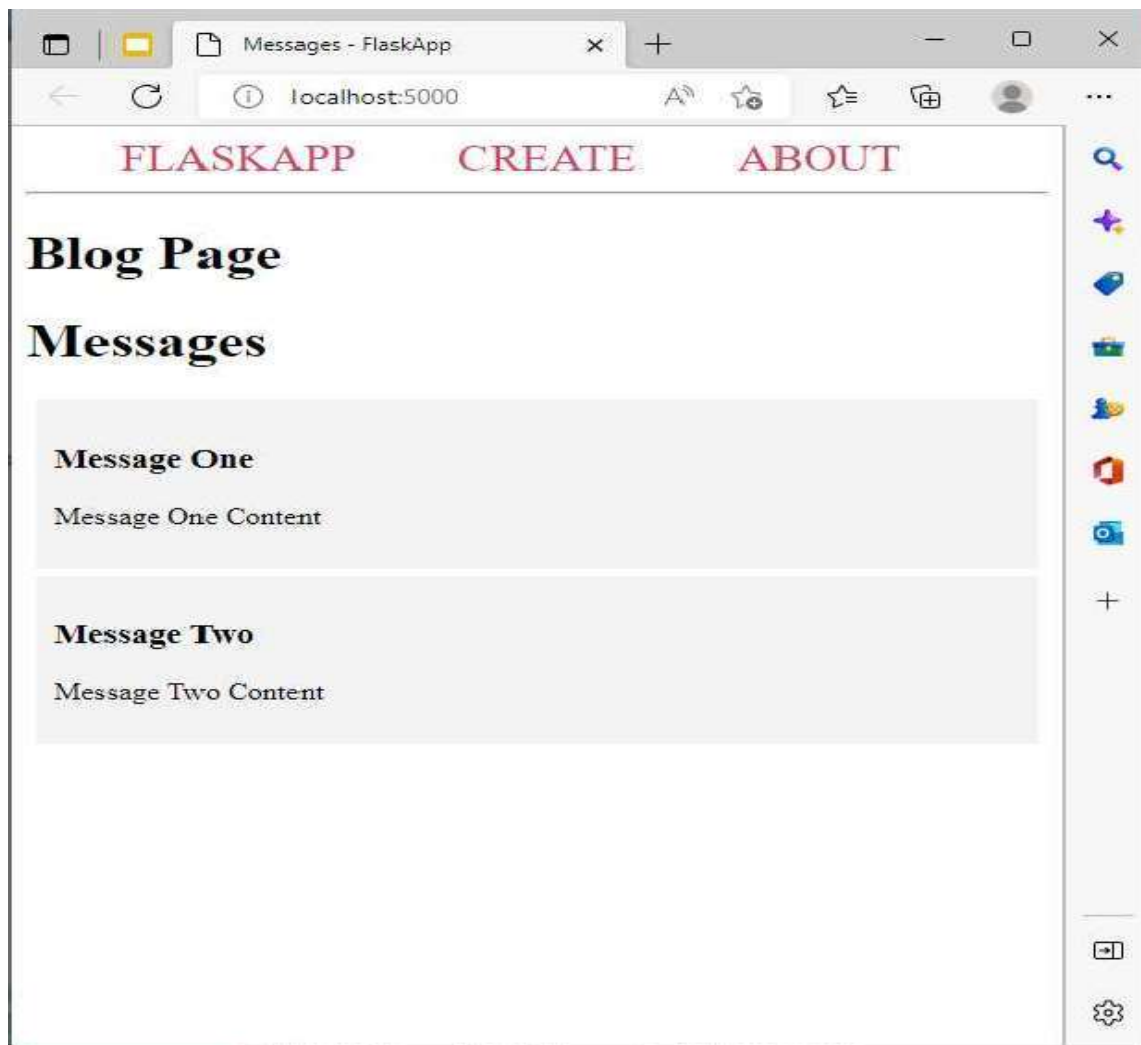 Messages - FlaskApp
localhost:5000
FLASKAPP CREATE ABOUT
Blog Page
Messages
Message One
Message One Content
Message Two
Message Two Content